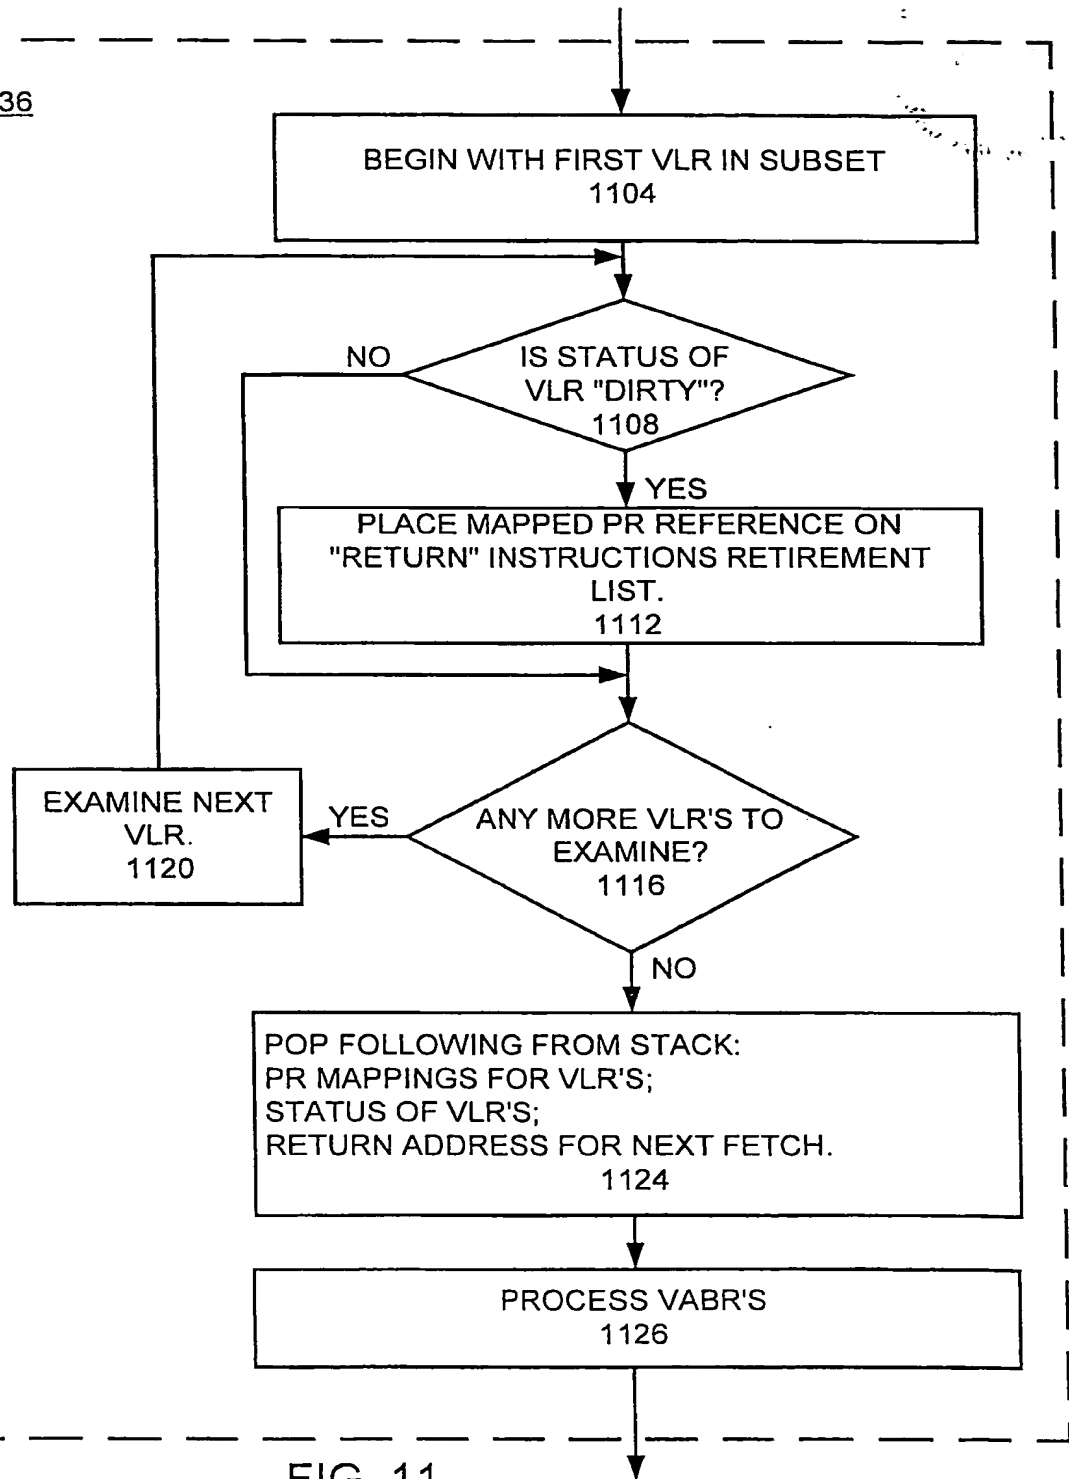 36
BEGIN WITH FIRST VLR IN SUBSET
1104
NO
IS STATUS OF
VLR "DIRTY"?
1108
YES
PLACE MAPPED PR REFERENCE ON
"RETURN" INSTRUCTIONS RETIREMENT
LIST.
1112
EXAMINE NEXT
VLR.
1120
YES
ANY MORE VLR'S TO
EXAMINE?
1116
NO
POP FOLLOWING FROM STACK:
PR MAPPINGS FOR VLR'S;
STATUS OF VLR'S;
RETURN ADDRESS FOR NEXT FETCH.
1124
PROCESS VABR'S
1126
FIG. 11